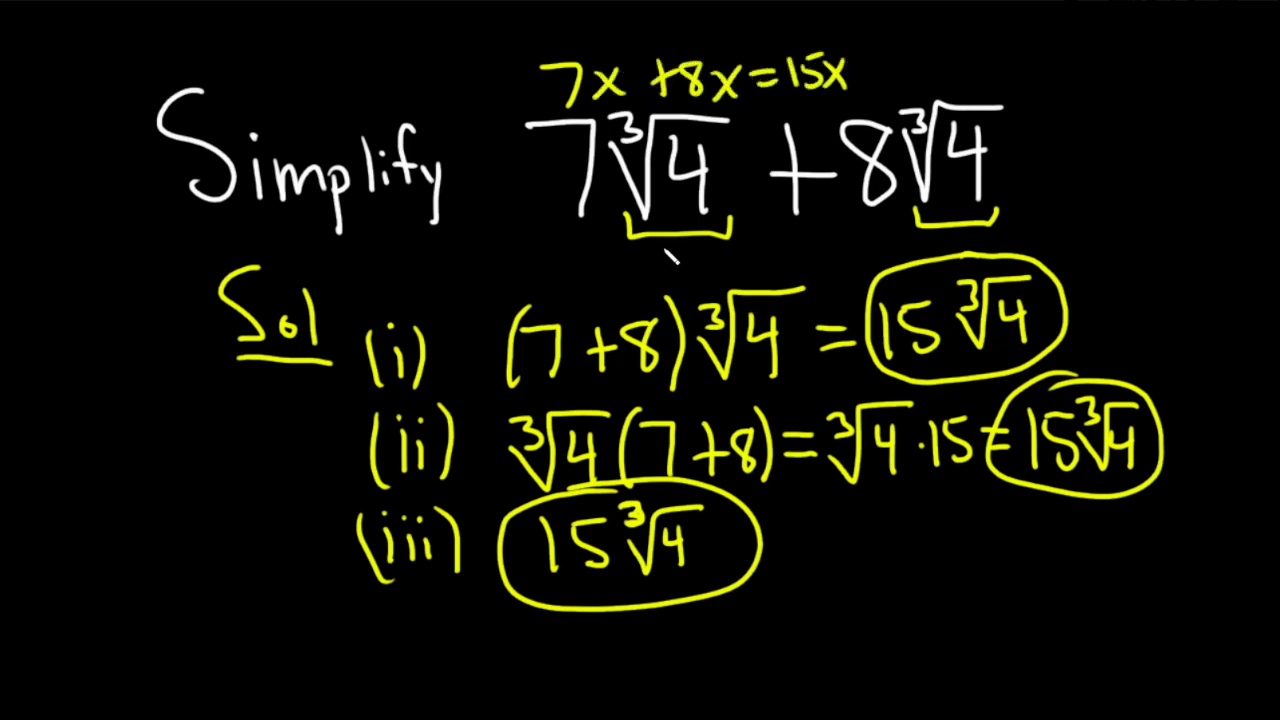 7x +8x=15x
Simplify 7∛4 + 8∛4
Sol (i) (7+8)∛4 = 15∛4
(ii) ∛4(7+8)=∛4·15=15∛4
(iii) 15∛4